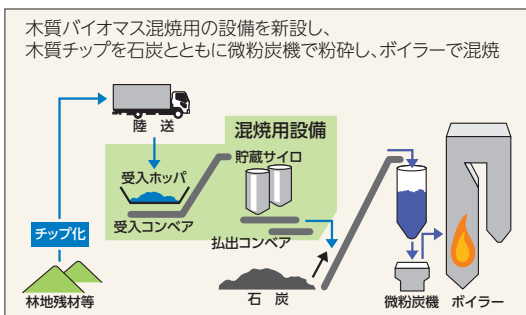 木質バイオマス混焼用の設備を新設し、
木質チップを石炭とともに微粉炭機で粉砕し、ボイラーで混焼
陸送
混焼用設備
貯蔵サイロ
受入ホッパ
チップ化
受入コンベア
払出コンベア
林地残材等
石炭
微粉炭機
ボイラー